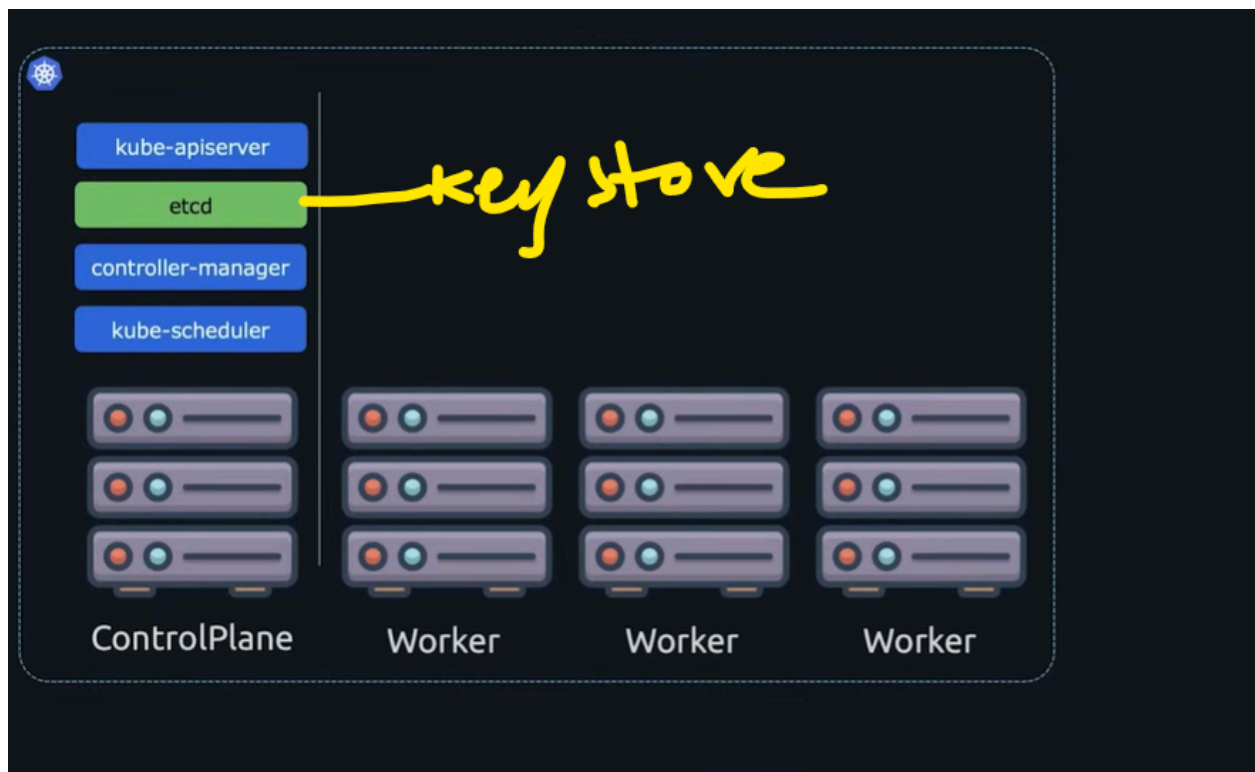 kube-apiserver
etcd
key store
controller-manager
kube-scheduler
ControlPlane
Worker
Worker
Worker